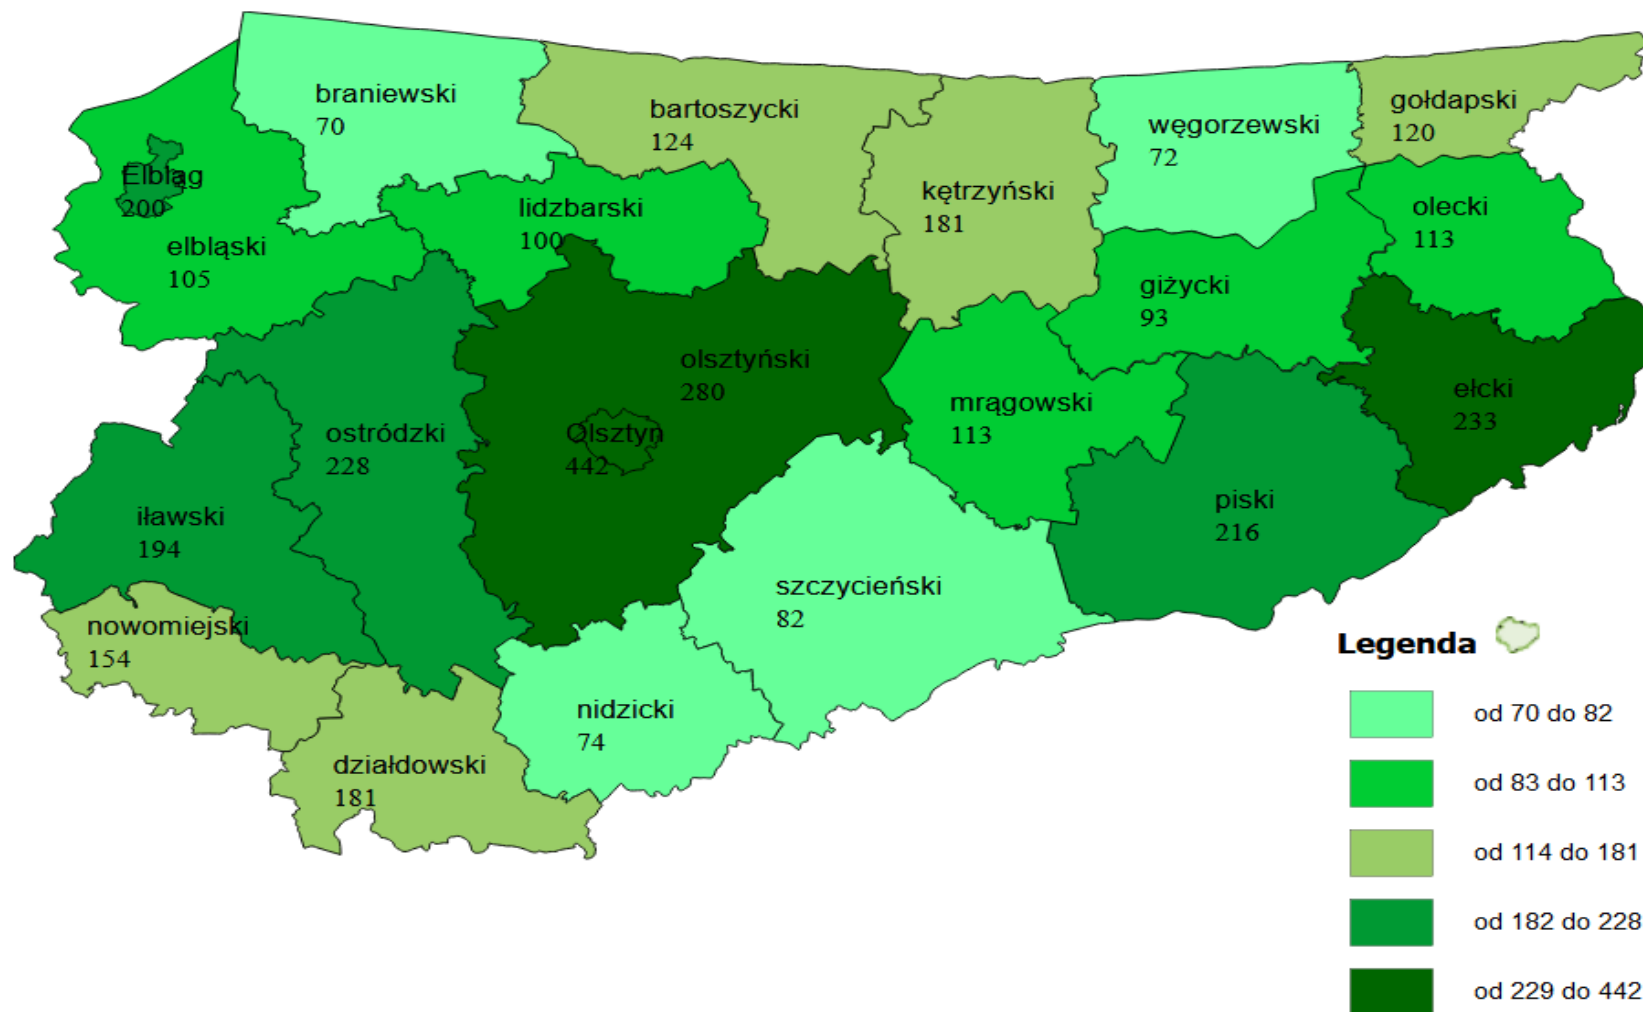 braniewski
70
bartoszycki
124
gołdapski
120
węgorzewski
72
Elbląg
200
kętrzyński
181
lidzbarski
100
olecki
113
elbląski
105
giżycki
93
olsztyński
280
mrągowski
113
ełcki
233
ostródzki
228
Olsztyn
442
iławski
194
piski
216
szczycieński
82
nowomiejski
154
nidzicki
74
działdowski
181
Legenda
od 70 do 82
od 83 do 113
od 114 do 181
od 182 do 228
od 229 do 442